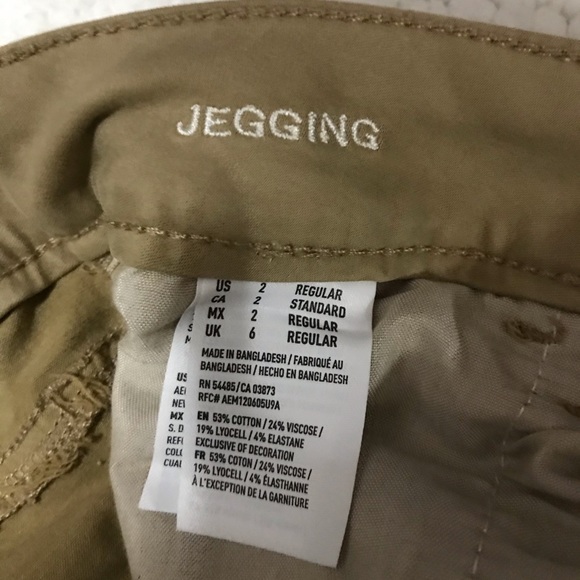 JEGGING
US 2 REGULAR
CA 2 STANDARD
MX 2 REGULAR
UK 6 REGULAR
MADE IN BANGLADESH / FABRIQUÉ AU
BANGLADESH / HECHO EN BANGLADESH
RN 54485 / CA 03873
RFC# AEM120605U9A
EN 53% COTTON / 24% VISCOSE /
19% LYOCELL / 4% ELASTANE
EXCLUSIVE OF DECORATION
FR 53% COTON / 24% VISCOSE /
19% LYOCELL / 4% ÉLASTHANNE
À L'EXCEPTION DE LA GARNITURE
US
MX
S. D